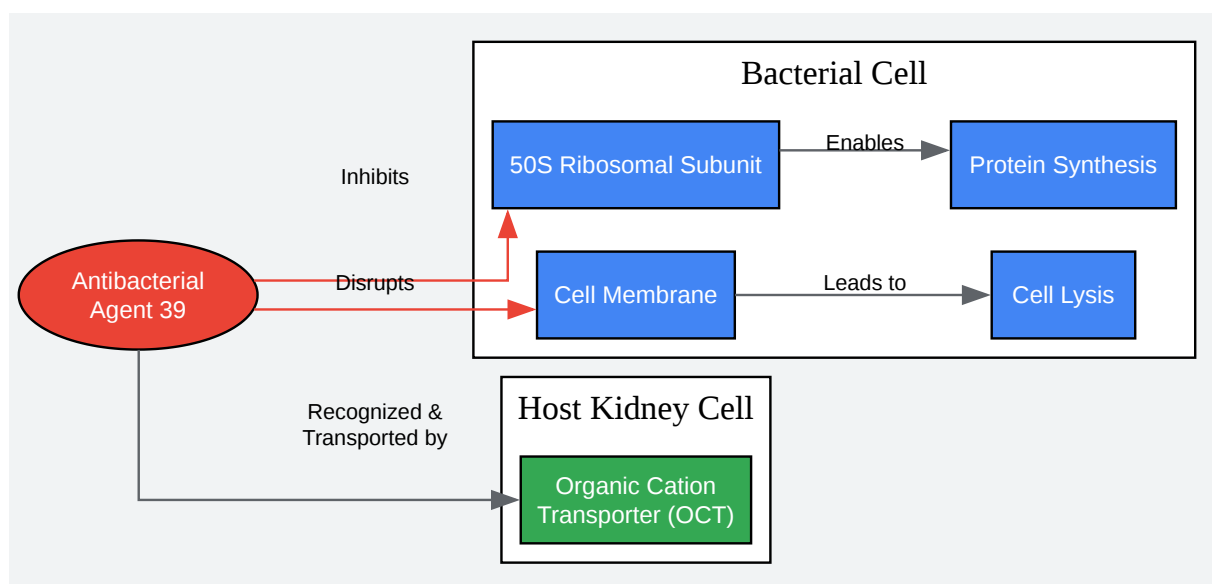 Bacterial Cell
Inhibits
50S Ribosomal Subunit
Enables
Protein Synthesis
Antibacterial
Agent 39
Disrupts
Cell Membrane
Leads to
Cell Lysis
Recognized &
Transported by
Host Kidney Cell
Organic Cation
Transporter (OCT)